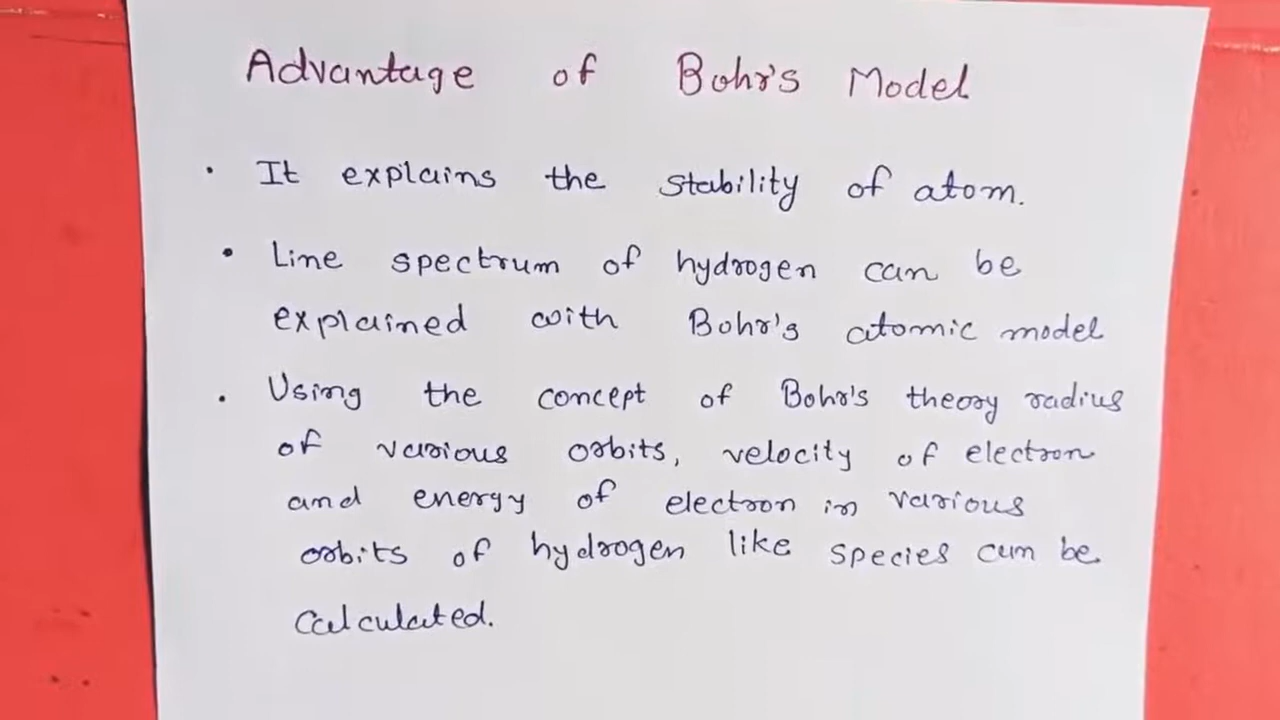 Advantage of Bohr's Model
• It explains the stability of atom.
• Line spectrum of hydrogen can be
explained with Bohr's atomic model
• Using the concept of Bohr's theory radius
of various orbits, velocity of electron
and energy of electron in various
orbits of hydrogen like species can be
calculated.